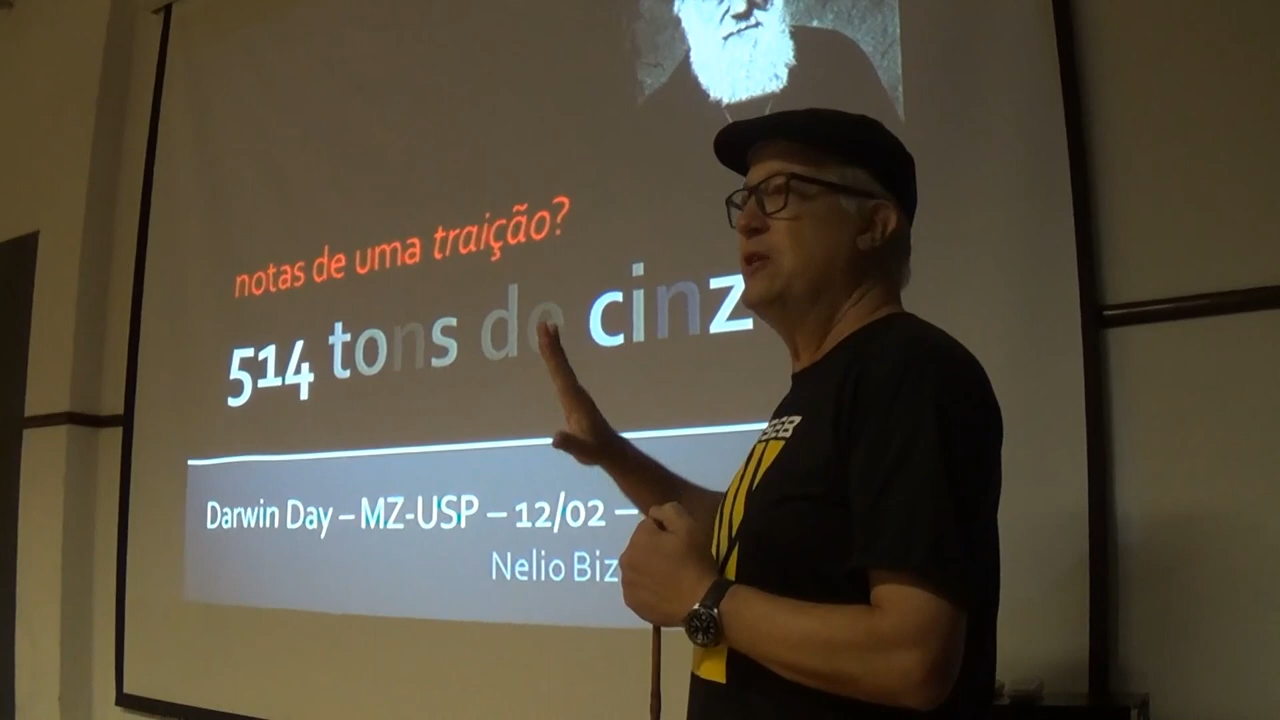 notas de uma traição?
514 tons de cinz
Darwin Day – MZ-USP – 12/02 –
Nelio Biz